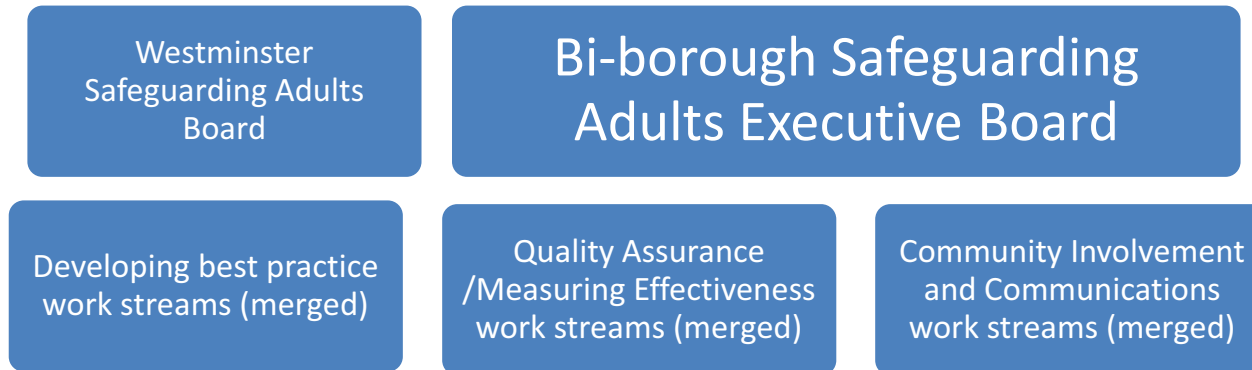 Westminster
Safeguarding Adults
Board
Bi-borough Safeguarding
Adults Executive Board
Developing best practice
work streams (merged)
Quality Assurance
/Measuring Effectiveness
work streams (merged)
Community Involvement
and Communications
work streams (merged)